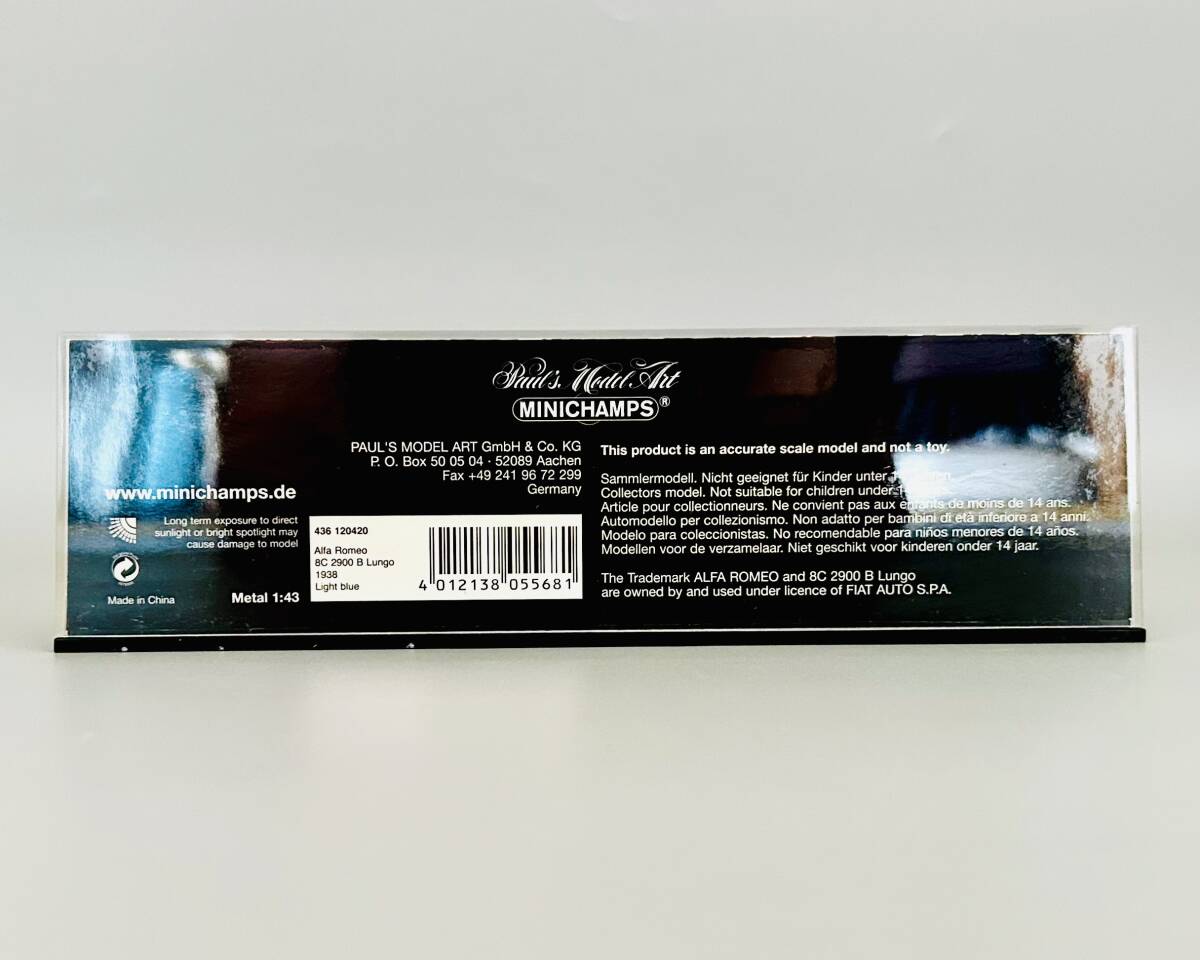 Paul's Model Art
MINICHAMPS®
PAUL'S MODEL ART GmbH & Co. KG
P. O. Box 50 05 04 · 52089 Aachen
Fax +49 241 96 72 299
Germany
www.minichamps.de
Long term exposure to direct
sunlight or bright spotlight may
cause damage to model
Made in China
Metal 1:43
436 120420
Alfa Romeo
8C 2900 B Lungo
1938
Light blue
4 012138 055681
This product is an accurate scale model and not a toy.
Sammlermodell. Nicht geeignet für Kinder unter
Collectors model. Not suitable for children under
Article pour collectionneurs. Ne convient pas aux enfants de moins de 14 ans.
Automodello per collezionismo. Non adatto per bambini di età inferiore a 14 anni.
Modelo para coleccionistas. No recomendable para niños menores de 14 años.
Modellen voor de verzamelaar. Niet geschikt voor kinderen onder 14 jaar.
The Trademark ALFA ROMEO and 8C 2900 B Lungo
are owned by and used under licence of FIAT AUTO S.P.A.